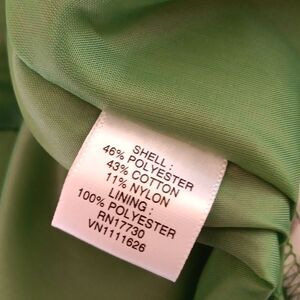 SHELL :
46% POLYESTER
43% COTTON
11% NYLON
LINING :
100% POLYESTER
RN17730
VN1111626